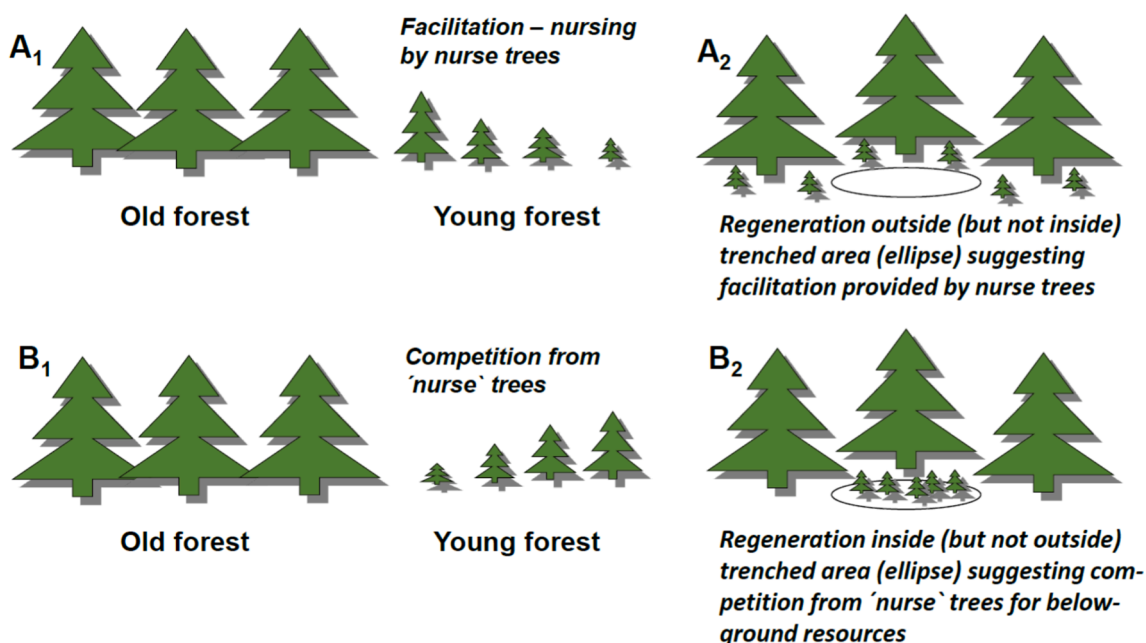 A1
Facilitation – nursing
by nurse trees
Old forest
Young forest
A2
Regeneration outside (but not inside)
trenched area (ellipse) suggesting
facilitation provided by nurse trees
B1
Competition from
´nurse` trees
Old forest
Young forest
B2
Regeneration inside (but not outside)
trenched area (ellipse) suggesting com-
petition from ´nurse` trees for below-
ground resources